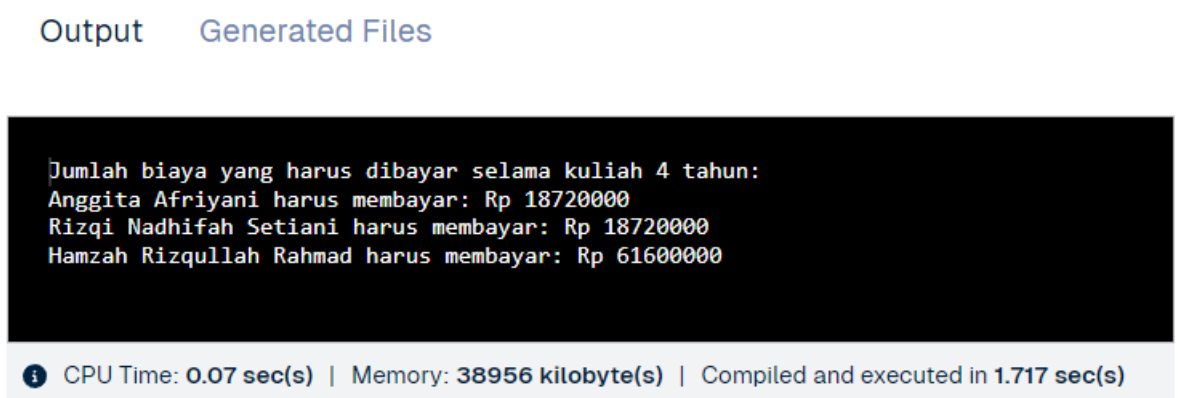 Output Generated Files
Jumlah biaya yang harus dibayar selama kuliah 4 tahun:
Anggita Afriyani harus membayar: Rp 18720000
Rizqi Nadhifah Setiani harus membayar: Rp 18720000
Hamzah Rizqullah Rahmad harus membayar: Rp 61600000
CPU Time: 0.07 sec(s) | Memory: 38956 kilobyte(s) | Compiled and executed in 1.717 sec(s)